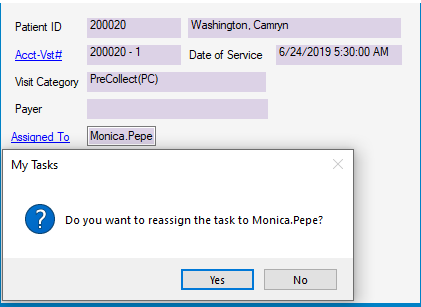 Patient ID 200020 Washington, Camryn
Acct-Vst# 200020 - 1 Date of Service 6/24/2019 5:30:00 AM
Visit Category PreCollect(PC)
Payer
Assigned To Monica.Pepe
My Tasks
Do you want to reassign the task to Monica.Pepe?
Yes No